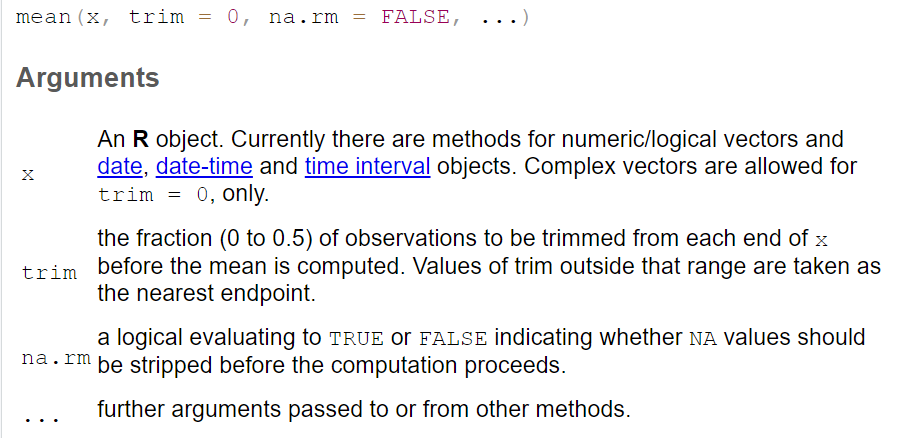 mean(x, trim = 0, na.rm = FALSE, ...)
Arguments
An R object. Currently there are methods for numeric/logical vectors and
date, date-time and time interval objects. Complex vectors are allowed for
x
trim = 0, only.
the fraction (0 to 0.5) of observations to be trimmed from each end of x
trim before the mean is computed. Values of trim outside that range are taken as
the nearest endpoint.
a logical evaluating to TRUE or FALSE indicating whether NA values should
na.rm be stripped before the computation proceeds.
... further arguments passed to or from other methods.